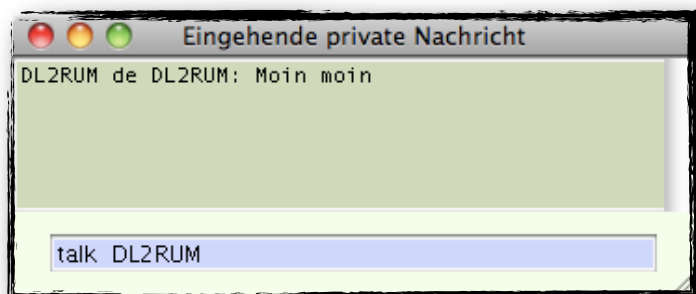 Eingehende private Nachricht
DL2RUM de DL2RUM: Moin moin
talk DL2RUM